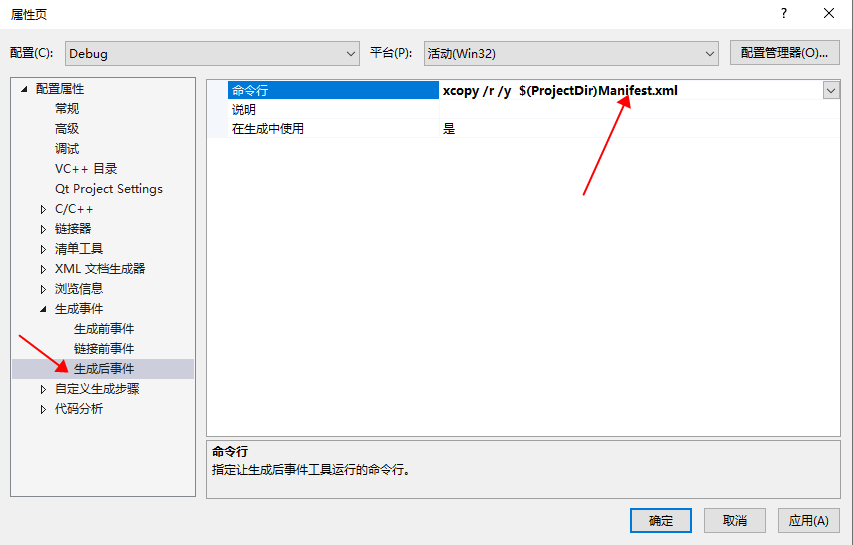 属性页
配置(C): Debug 平台(P): 活动(Win32) 配置管理器(O)...
配置属性
常规
高级
调试
VC++ 目录
Qt Project Settings
C/C++
链接器
清单工具
XML 文档生成器
浏览信息
生成事件
生成前事件
链接前事件
生成后事件
自定义生成步骤
代码分析
命令行 xcopy /r /y  $(ProjectDir)Manifest.xml
说明
在生成中使用 是
命令行
指定让生成后事件工具运行的命令行。
确定 取消 应用(A)